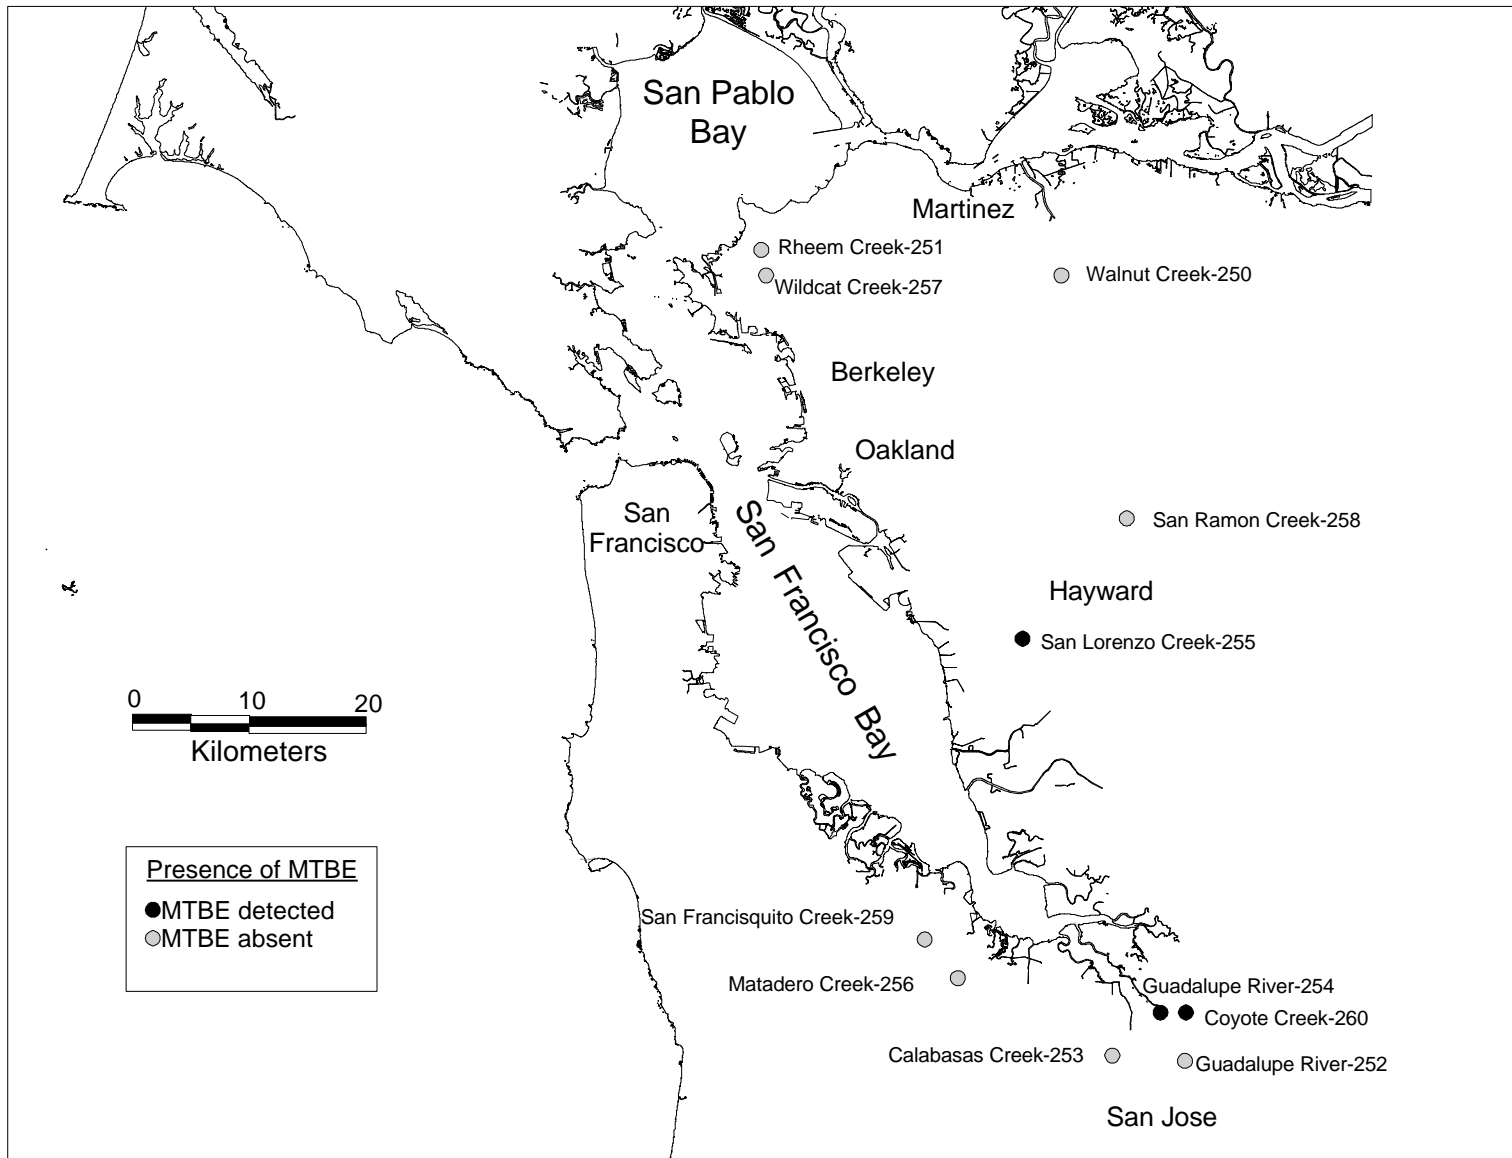 San Pablo
Bay
Martinez
Rheem Creek-251
Wildcat Creek-257
Walnut Creek-250
Berkeley
Oakland
San
Francisco
San Francisco Bay
San Ramon Creek-258
Hayward
San Lorenzo Creek-255
0 10 20
Kilometers
Presence of MTBE
MTBE detected
MTBE absent
San Francisquito Creek-259
Matadero Creek-256
Guadalupe River-254
Coyote Creek-260
Calabasas Creek-253
Guadalupe River-252
San Jose